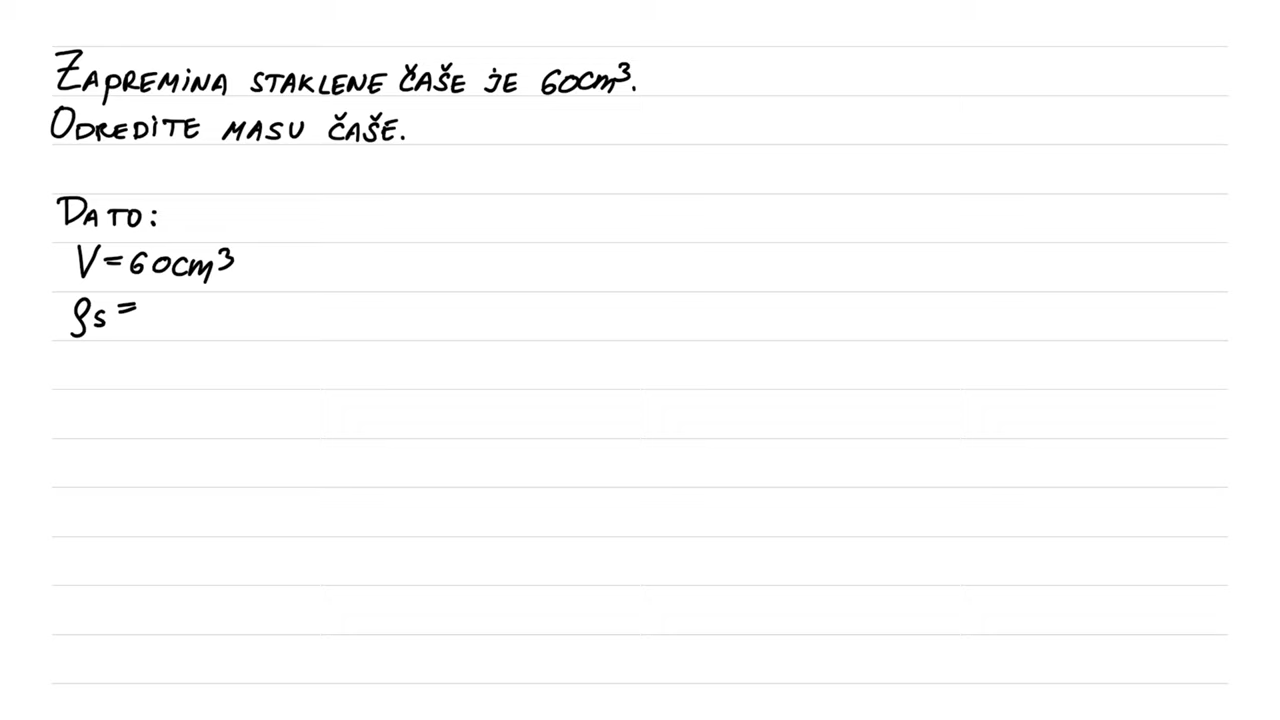 Zapremina staklene čaše je 60cm³.
Odredite masu čaše.
Dato:
V=60cm³
ρs=